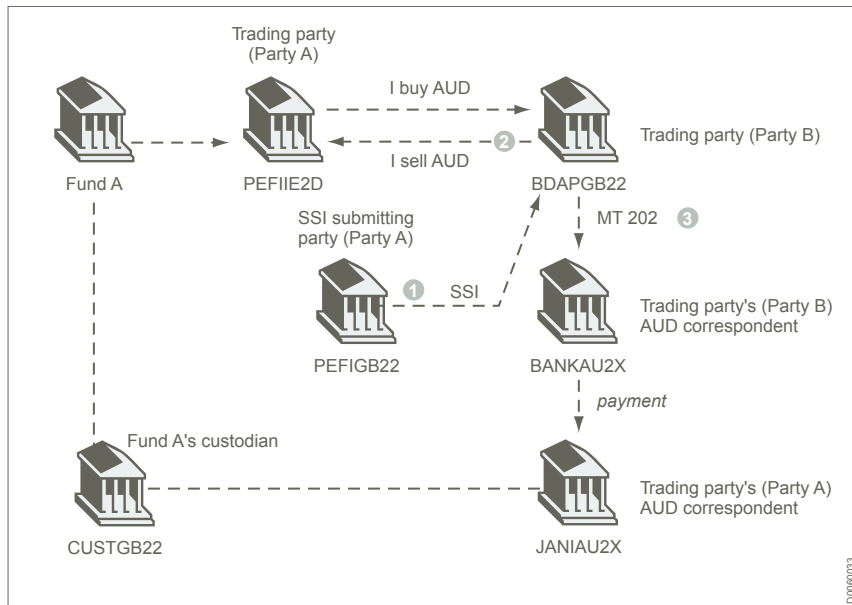 Trading party
(Party A)
I buy AUD
2
I sell AUD
Trading party (Party B)
Fund A
PEFIIE2D
BDAPGB22
SSI submitting
party (Party A)
MT 202
3
1
SSI
Trading party's (Party B)
AUD correspondent
PEFIGB22
BANKAU2X
payment
Fund A's custodian
Trading party's (Party A)
AUD correspondent
CUSTGB22
JANIAU2X
D0060033